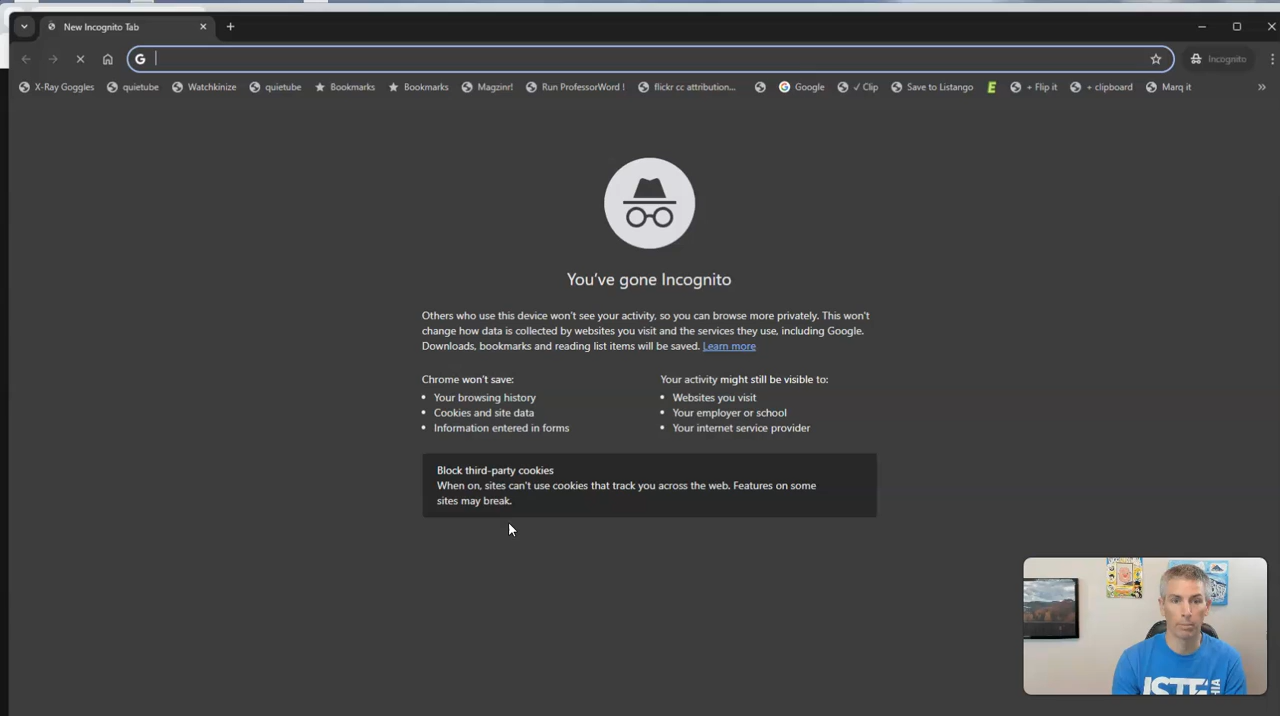 New Incognito Tab
Incognito
X-Ray Goggles quietube Watchkinize quietube Bookmarks Bookmarks Magzinr! Run ProfessorWord ! flickr cc attribution... Google ✓ Clip Save to Listango + Flip it + clipboard Marq it
You've gone Incognito
Others who use this device won't see your activity, so you can browse more privately. This won't
change how data is collected by websites you visit and the services they use, including Google.
Downloads, bookmarks and reading list items will be saved. Learn more
Chrome won't save:
• Your browsing history
• Cookies and site data
• Information entered in forms
Your activity might still be visible to:
• Websites you visit
• Your employer or school
• Your internet service provider
Block third-party cookies
When on, sites can't use cookies that track you across the web. Features on some
sites may break.